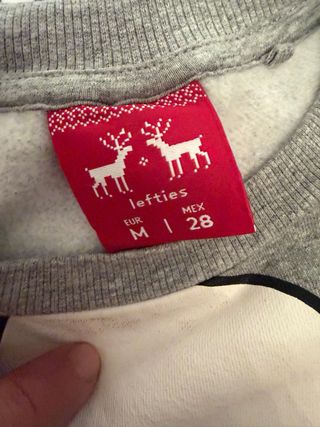 lefties
EUR MEX
M | 28